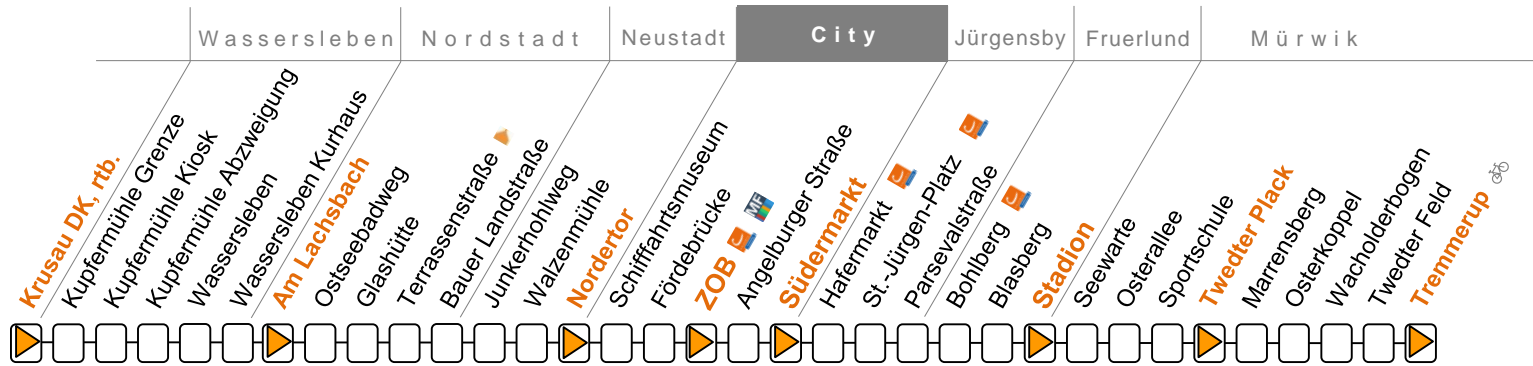 Wassersleben
Nordstadt
Neustadt
City
Jürgensby
Fruerlund
Mürwik
Krusau DK, rtb.
Kupfermühle Grenze
Kupfermühle Kiosk
Kupfermühle Abzweigung
Wassersleben
Wassersleben Kurhaus
Am Lachsbach
Ostseebadweg
Glashütte
Terrassenstraße
Bauer Landstraße
Junkerhohlweg
Walzenmühle
Nordertor
Schifffahrtsmuseum
Fördebrücke
ZOB
MF
Angelburger Straße
Südermarkt
Hafermarkt
St.-Jürgen-Platz
Parsevalstraße
Bohlberg
Blasberg
Stadion
Seewarte
Osterallee
Sportschule
Twedter Plack
Marrensberg
Osterkoppel
Wacholderbogen
Twedter Feld
Tremmerup